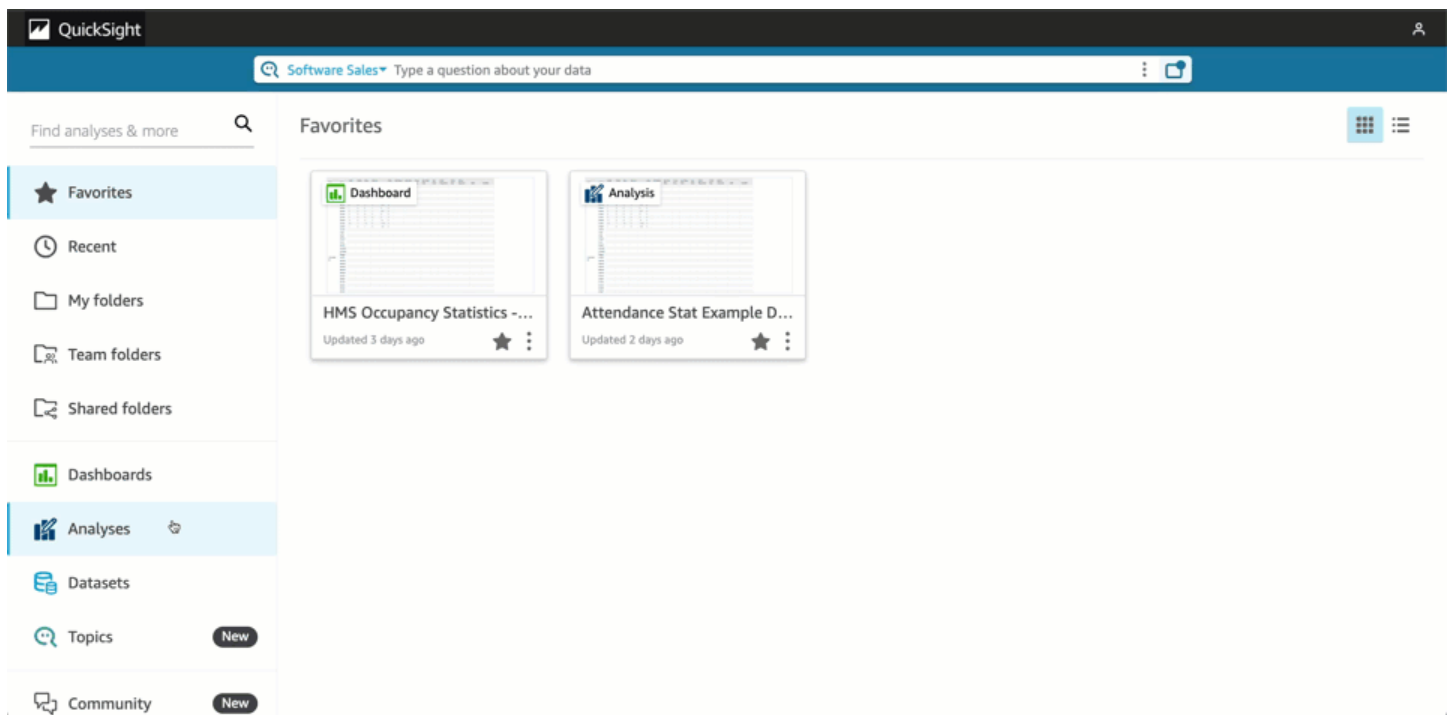 QuickSight
Software Sales Type a question about your data
Find analyses & more
Favorites
Recent
My folders
Team folders
Shared folders
Dashboards
Analyses
Datasets
Topics New
Community New
Favorites
Dashboard
HMS Occupancy Statistics -...
Updated 3 days ago
Analysis
Attendance Stat Example D...
Updated 2 days ago